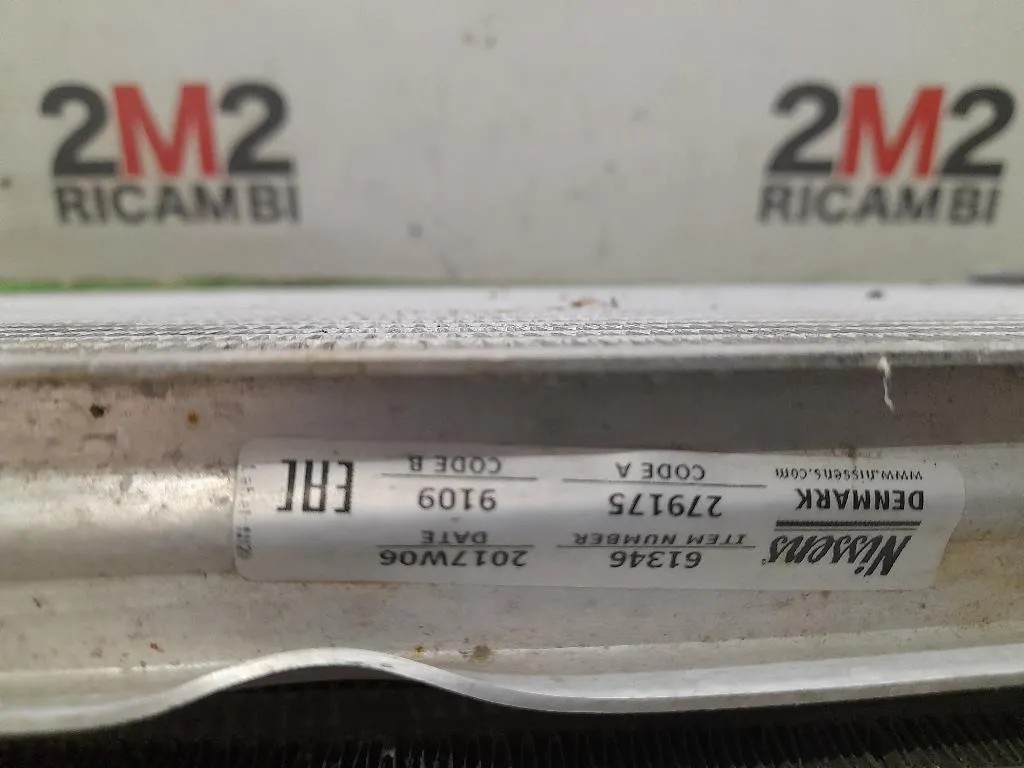 2M2
RICAMBI
2M2
RICAMBI
Nissens
DENMARK
www.nissens.com
61346
ITEM NUMBER
279175
CODE A
2017W06
DATE
9109
CODE B
EAC